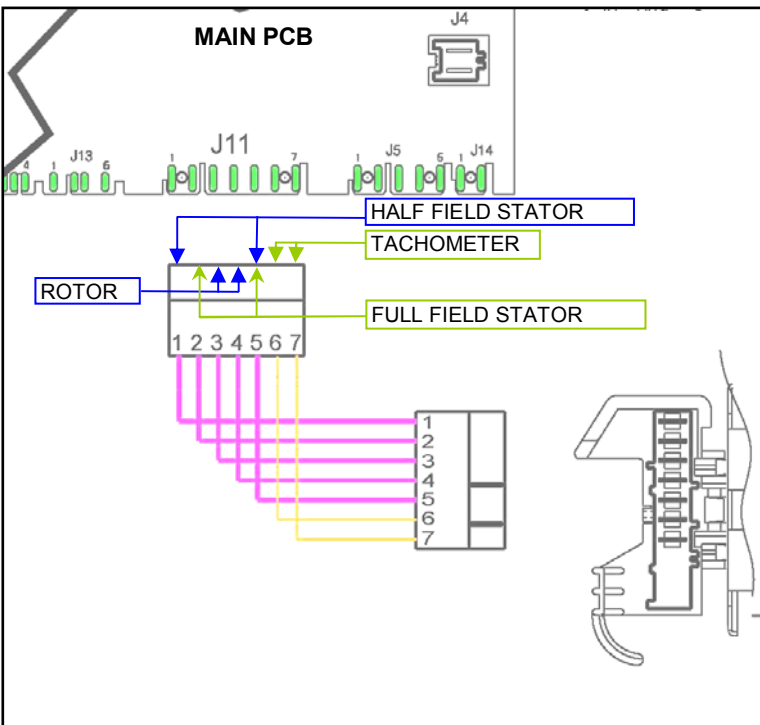 MAIN PCB
J4
J11
4 1 J13 6
1 7
1 J5 5 1 J14
HALF FIELD STATOR
TACHOMETER
ROTOR
FULL FIELD STATOR
1 2 3 4 5 6 7
1
2
3
4
5
6
7